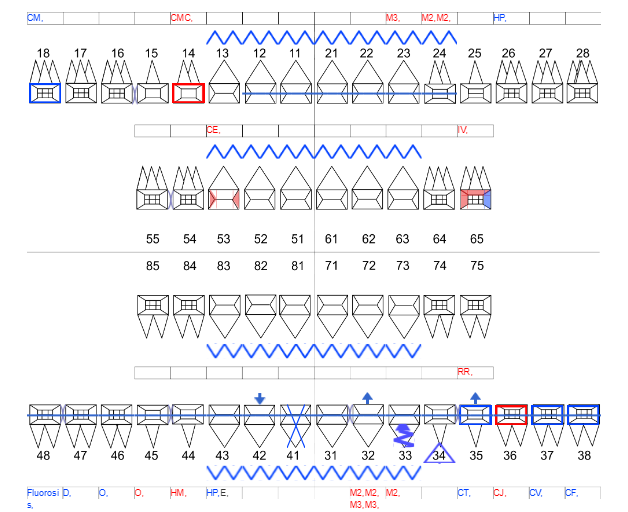 CM, CMC, M3, M2,M2, HP,
18 17 16 15 14 13 12 11 21 22 23 24 25 26 27 28
CE, IV,
55 54 53 52 51 61 62 63 64 65
85 84 83 82 81 71 72 73 74 75
RR,
48 47 46 45 44 43 42 41 31 32 33 34 35 36 37 38
Fluorosi D, O, O, HM, HP,E, M2,M2, M2, CT, CJ, CV, CF,
s, M3,M3,